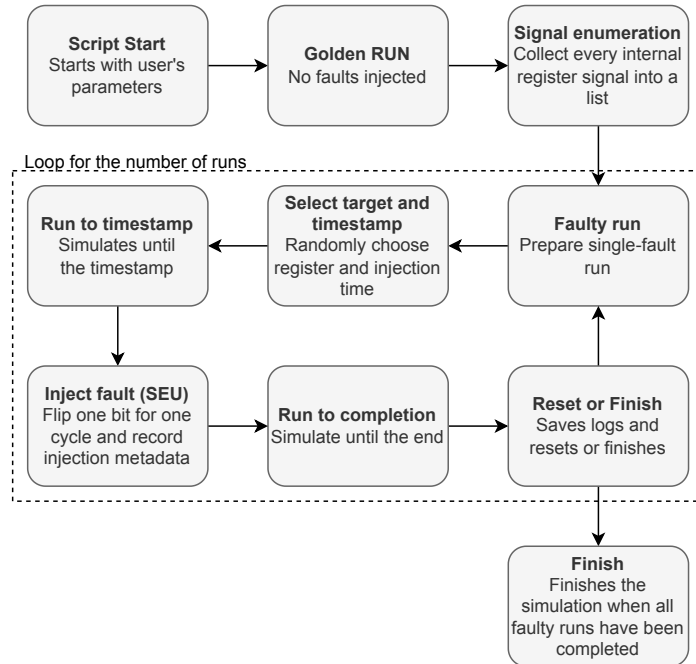 Script Start
Starts with user's
parameters
Golden RUN
No faults injected
Signal enumeration
Collect every internal
register signal into a
list
Loop for the number of runs
Run to timestamp
Simulates until
the timestamp
Select target and
timestamp
Randomly choose
register and injection
time
Faulty run
Prepare single-fault
run
Inject fault (SEU)
Flip one bit for one
cycle and record
injection metadata
Run to completion
Simulate until the end
Reset or Finish
Saves logs and
resets or finishes
Finish
Finishes the
simulation when all
faulty runs have been
completed